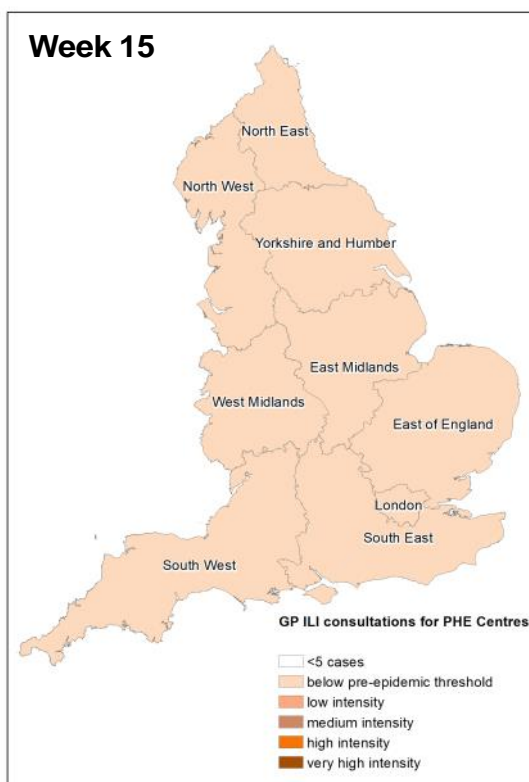 Week 15
North East
North West
Yorkshire and Humber
East Midlands
West Midlands
East of England
London
South East
South West
GP ILI consultations for PHE Centres
<5 cases
below pre-epidemic threshold
low intensity
medium intensity
high intensity
very high intensity